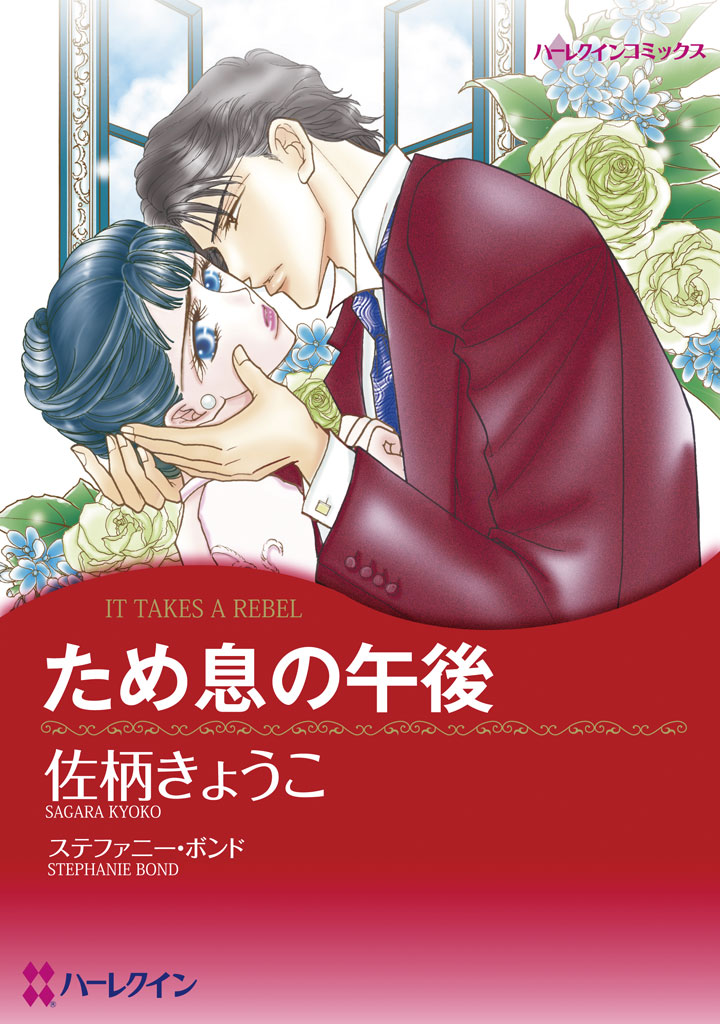 ハーレクインコミックス
IT TAKES A REBEL
ため息の午後
佐柄きょうこ
SAGARA KYOKO
ステファニー・ボンド
STEPHANIE BOND
ハーレクイン
®